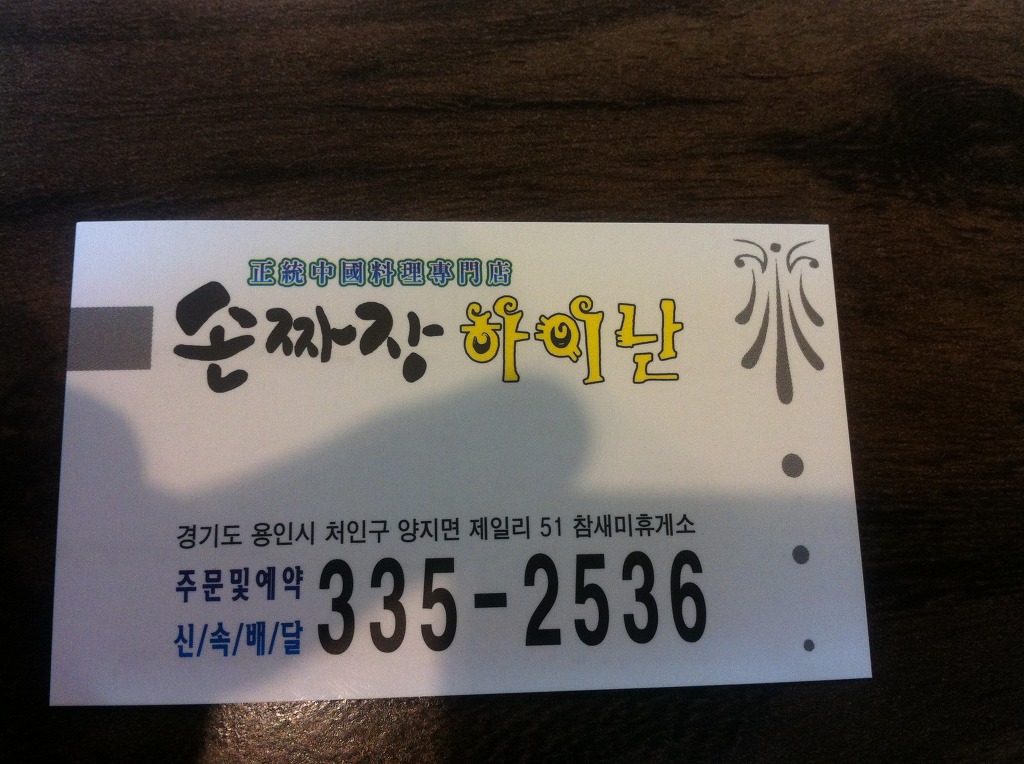 正統中國料理專門店
손짜장 하이난
경기도 용인시 처인구 양지면 제일리 51 참새미휴게소
주문및예약
신/속/배/달
335-2536